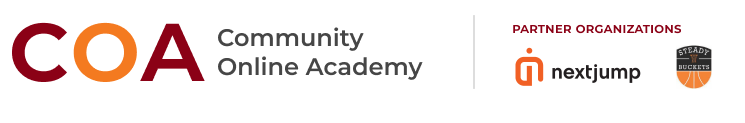 COA
Community
Online Academy
PARTNER ORGANIZATIONS
nextjump
STEADY
BUCKETS